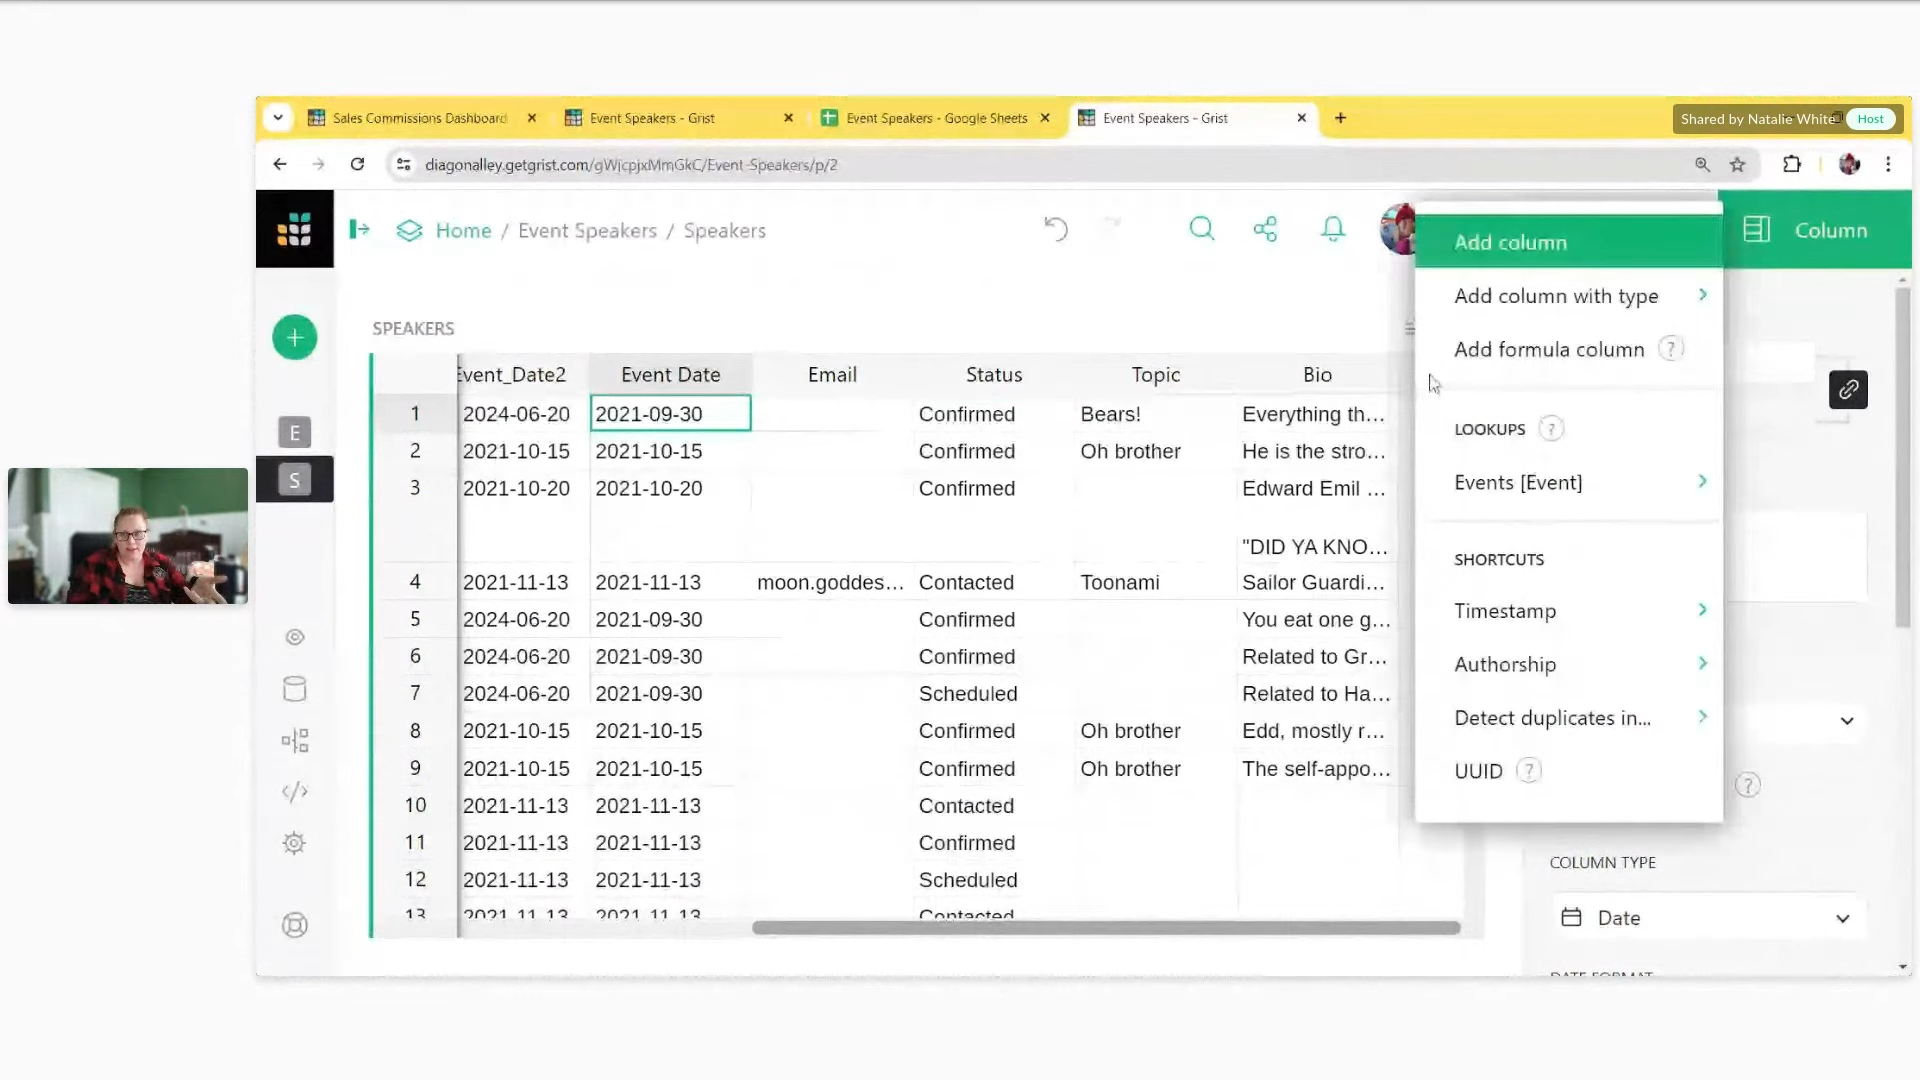 Sales Commissions Dashboard
Event Speakers - Grist
Event Speakers - Google Sheets
Event Speakers - Grist
Shared by Natalie White
Host
diagonalley.getgrist.com/gWjcpjxMmGkC/Event-Speakers/p/2
Home / Event Speakers / Speakers
Column
SPEAKERS
Event_Date2 Event Date Email Status Topic Bio
1 2024-06-20 2021-09-30 Confirmed Bears! Everything th...
2 2021-10-15 2021-10-15 Confirmed Oh brother He is the stro...
3 2021-10-20 2021-10-20 Confirmed Edward Emil ...
"DID YA KNO...
4 2021-11-13 2021-11-13 moon.goddes... Contacted Toonami Sailor Guardi...
5 2024-06-20 2021-09-30 Confirmed You eat one g...
6 2024-06-20 2021-09-30 Confirmed Related to Gr...
7 2024-06-20 2021-09-30 Scheduled Related to Ha...
8 2021-10-15 2021-10-15 Confirmed Oh brother Edd, mostly r...
9 2021-10-15 2021-10-15 Confirmed Oh brother The self-appo...
10 2021-11-13 2021-11-13 Contacted
11 2021-11-13 2021-11-13 Confirmed
12 2021-11-13 2021-11-13 Scheduled
13 2021-11-13 2021-11-13 Contacted
E
S
Add column
Add column with type
Add formula column ?
LOOKUPS ?
Events [Event]
SHORTCUTS
Timestamp
Authorship
Detect duplicates in...
UUID ?
?
COLUMN TYPE
Date
DATE FORMAT